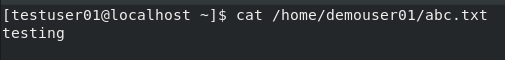 [testuser01@localhost ~]$ cat /home/demouser01/abc.txt
testing